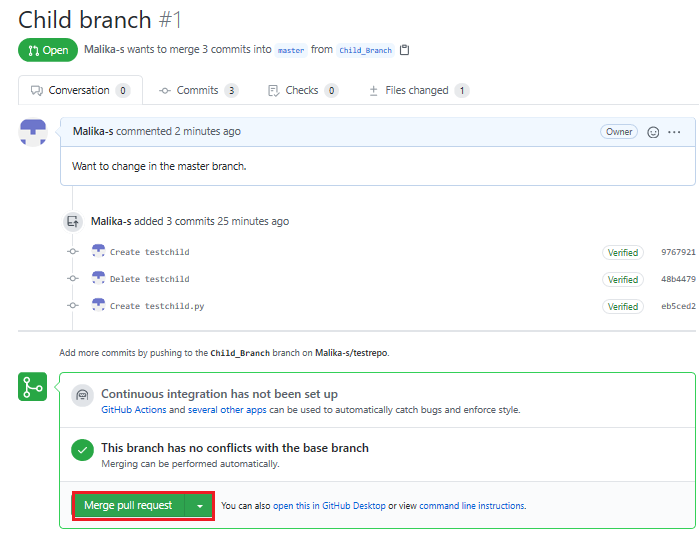 Child branch #1
Open Malika-s wants to merge 3 commits into master from Child_Branch
Conversation 0 Commits 3 Checks 0 Files changed 1
Malika-s commented 2 minutes ago Owner
Want to change in the master branch.
Malika-s added 3 commits 25 minutes ago
Create testchild Verified 9767921
Delete testchild Verified 48b4479
Create testchild.py Verified eb5ced2
Add more commits by pushing to the Child_Branch branch on Malika-s/testrepo.
Continuous integration has not been set up
GitHub Actions and several other apps can be used to automatically catch bugs and enforce style.
This branch has no conflicts with the base branch
Merging can be performed automatically.
Merge pull request You can also open this in GitHub Desktop or view command line instructions.